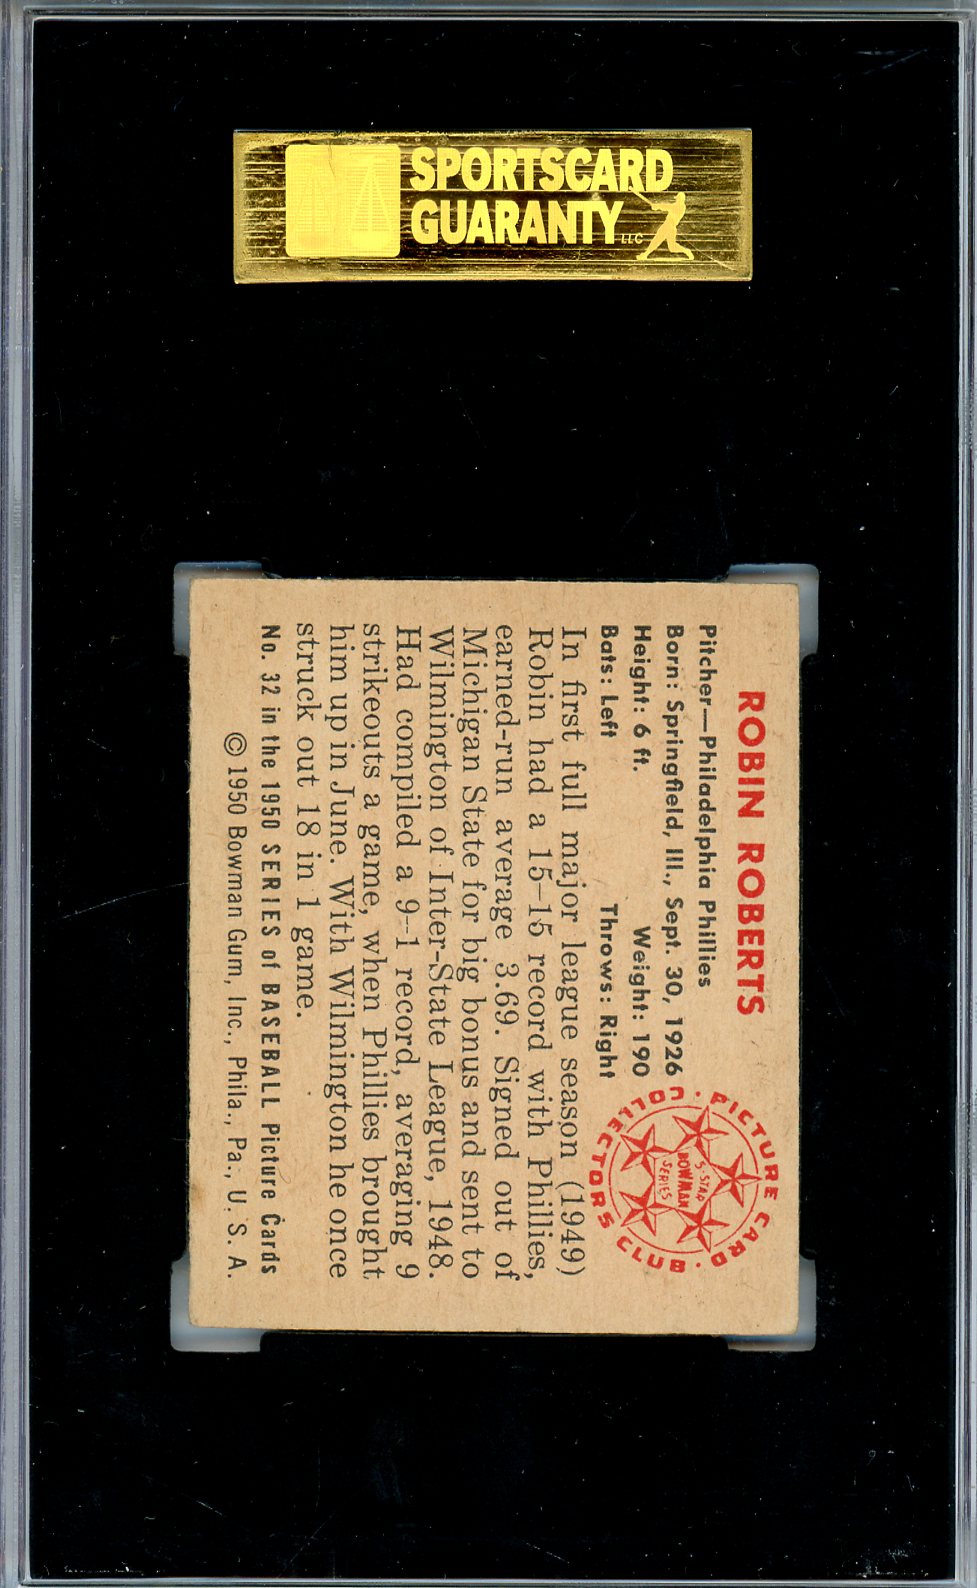 SPORTSCARD
GUARANTY LLC
ROBIN ROBERTS
Pitcher—Philadelphia Phillies
Born: Springfield, Ill., Sept. 30, 1926
Height: 6 ft. Weight: 190
Bats: Left Throws: Right
PICTURE CARD COLLECTORS CLUB
5-STAR
BOWMAN
SERIES
In first full major league season (1949)
Robin had a 15–15 record with Phillies,
earned-run average 3.69. Signed out of
Michigan State for big bonus and sent to
Wilmington of Inter-State League, 1948.
Had compiled a 9–1 record, averaging 9
strikeouts a game, when Phillies brought
him up in June. With Wilmington he once
struck out 18 in 1 game.
No. 32 in the 1950 SERIES of BASEBALL Picture Cards
© 1950 Bowman Gum, Inc., Phila., Pa., U. S. A.